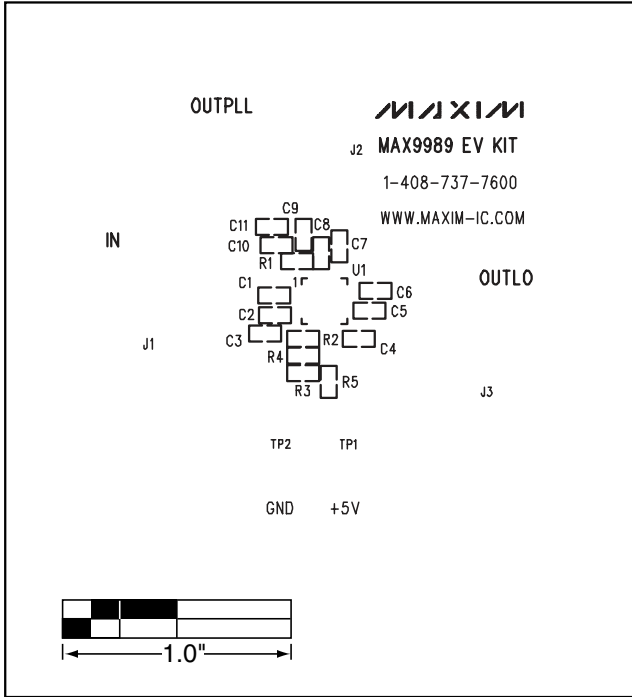 OUTPLL
MAXIM
J2 MAX9989 EV KIT
1-408-737-7600
WWW.MAXIM-IC.COM
C9
C11
C8
C10
C7
R1
IN
U1
OUTLO
C1
1
C6
C2
C5
C3
R2
C4
J1
R4
R5
R3
J3
TP2
TP1
GND
+5V
1.0"